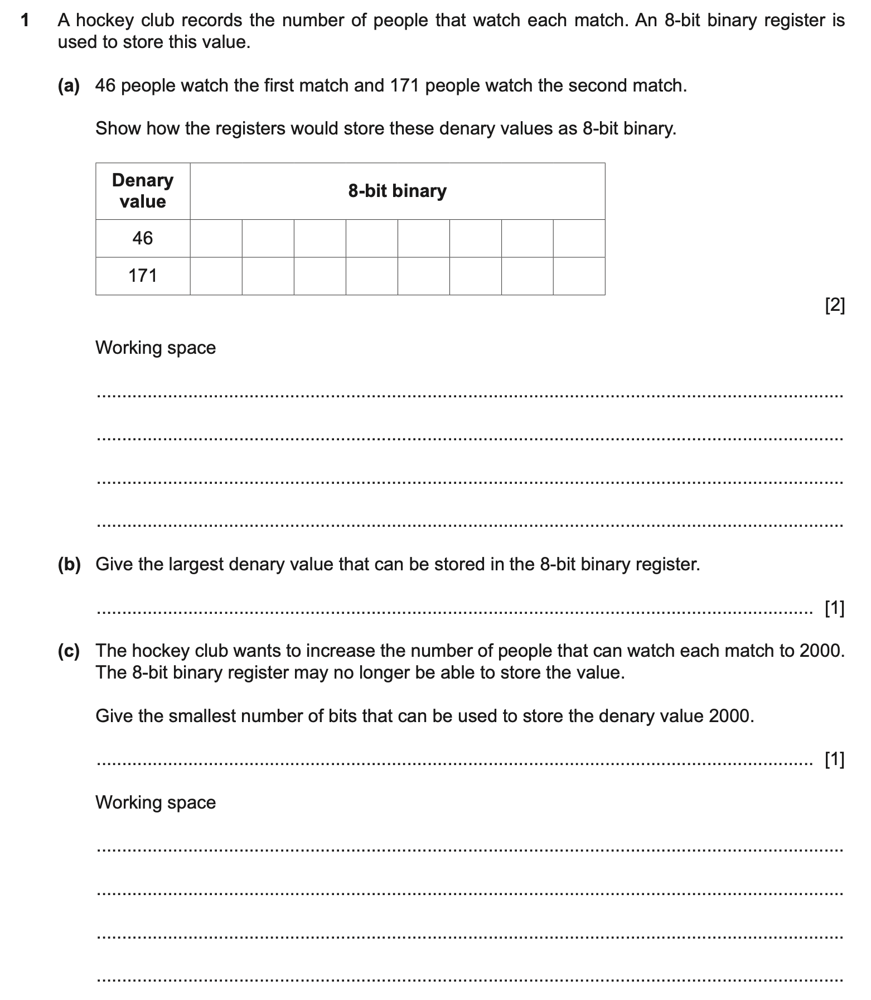 1 A hockey club records the number of people that watch each match. An 8-bit binary register is
used to store this value.
(a) 46 people watch the first match and 171 people watch the second match.
Show how the registers would store these denary values as 8-bit binary.
Denary
value
8-bit binary
46
171
[2]
Working space
(b) Give the largest denary value that can be stored in the 8-bit binary register.
[1]
(c) The hockey club wants to increase the number of people that can watch each match to 2000.
The 8-bit binary register may no longer be able to store the value.
Give the smallest number of bits that can be used to store the denary value 2000.
[1]
Working space